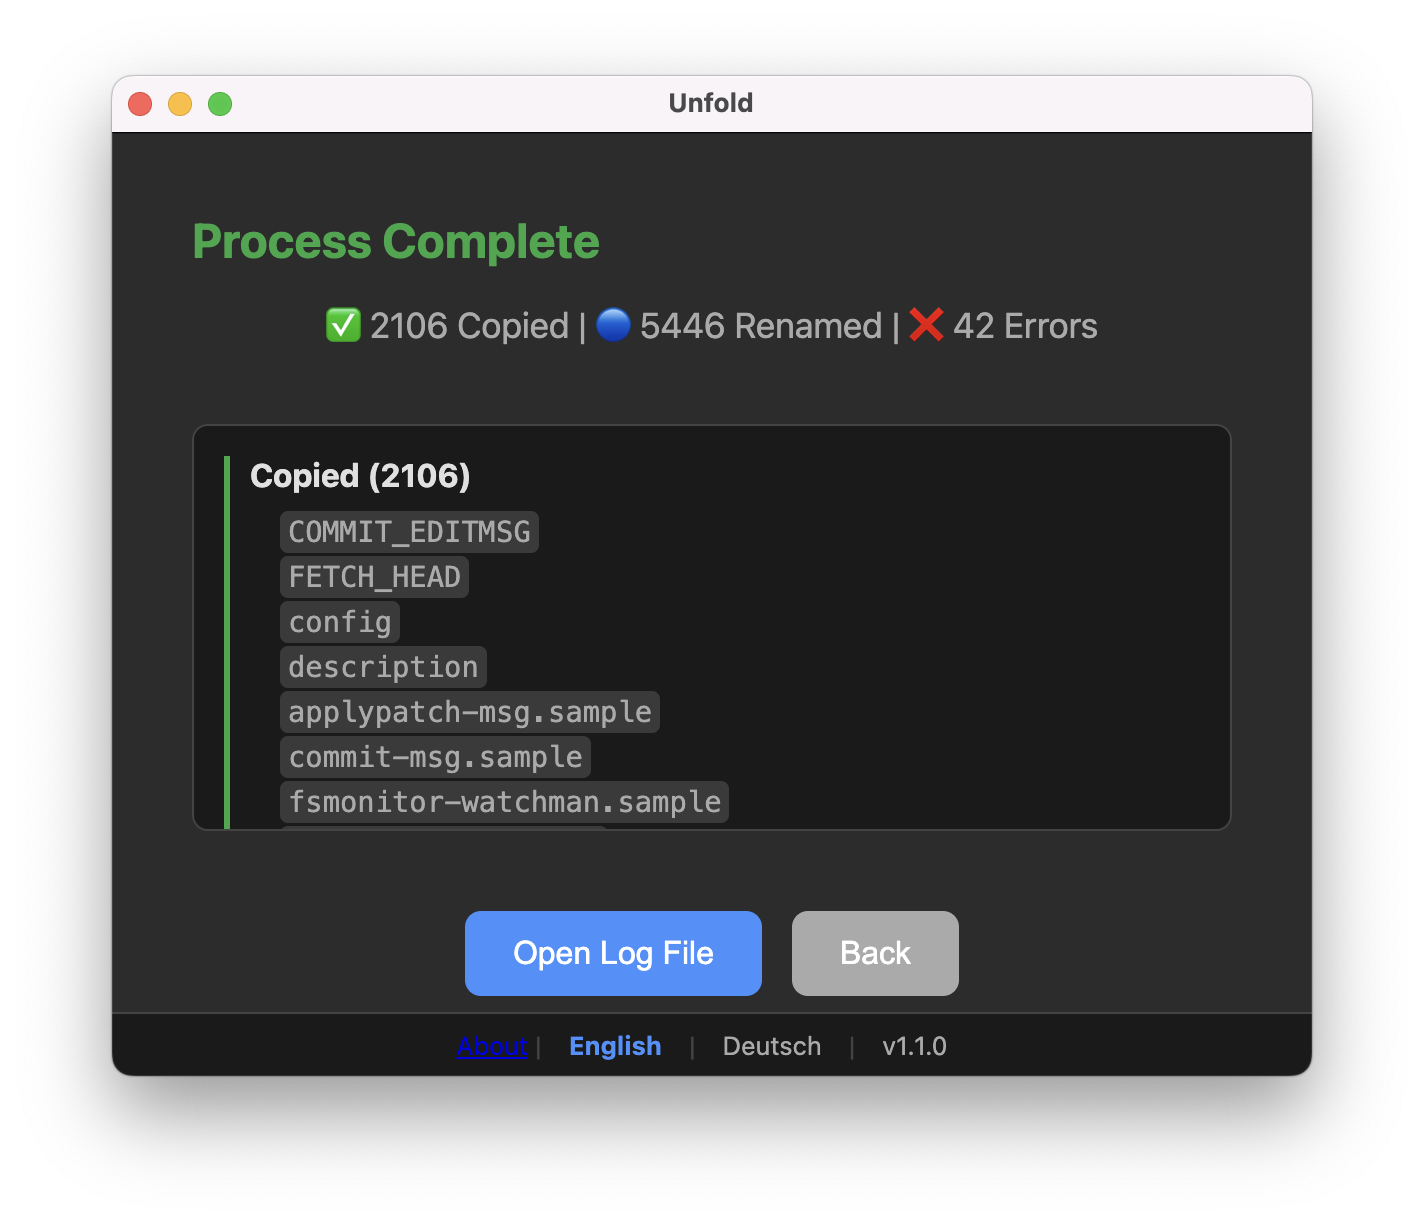 Unfold
Process Complete
✅ 2106 Copied | 🔵 5446 Renamed | ❌ 42 Errors
Copied (2106)
COMMIT_EDITMSG
FETCH_HEAD
config
description
applypatch-msg.sample
commit-msg.sample
fsmonitor-watchman.sample
Open Log File
Back
About | English | Deutsch | v1.1.0